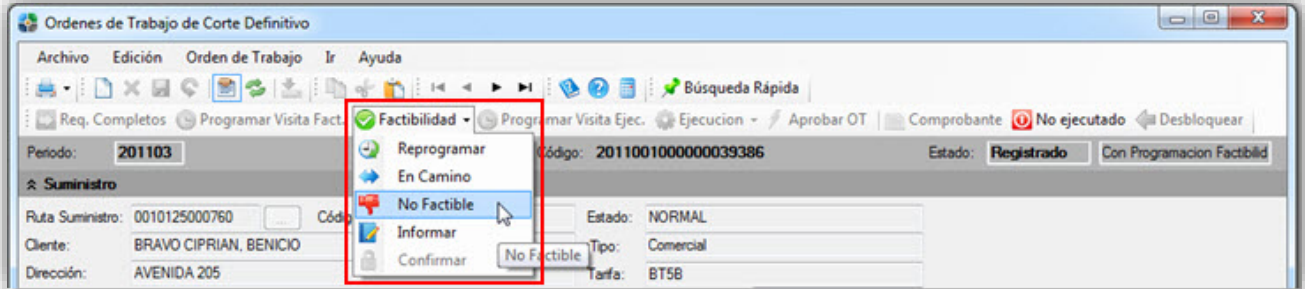 Ordenes de Trabajo de Corte Definitivo
Archivo Edición Orden de Trabajo Ir Ayuda
Búsqueda Rápida
Req. Completos Programar Visita Fact. Factibilidad Programar Visita Ejec. Ejecucion Aprobar OT Comprobante No ejecutado Desbloquear
Periodo: 201103 Código: 2011001000000039386 Estado: Registrado Con Programacion Factibilid
Reprogramar
Suministro
En Camino
Ruta Suministro: 0010125000760 ... Códig Estado: NORMAL
No Factible
Cliente: BRAVO CIPRIAN, BENICIO Tipo: Comercial
Informar
No Factible
Dirección: AVENIDA 205 Tarifa: BT5B
Confirmar